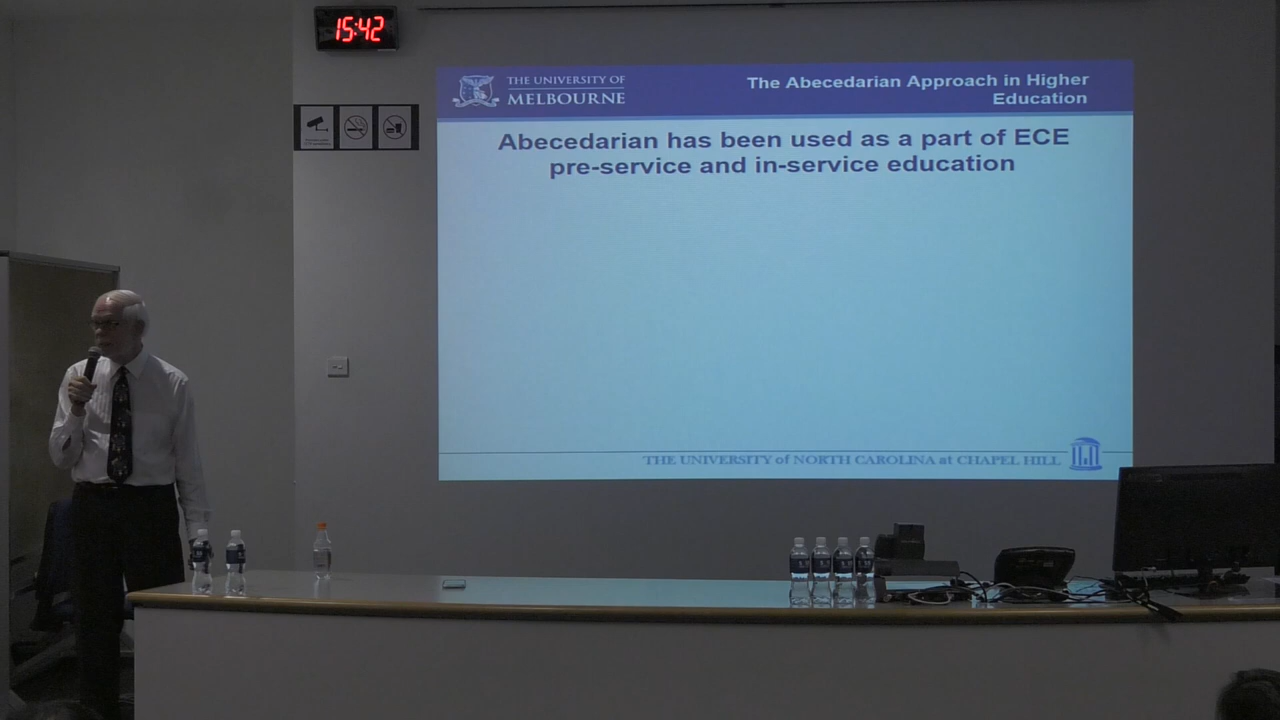 15:42
THE UNIVERSITY OF
MELBOURNE
The Abecedarian Approach in Higher
Education
Abecedarian has been used as a part of ECE
pre-service and in-service education
THE UNIVERSITY of NORTH CAROLINA at CHAPEL HILL